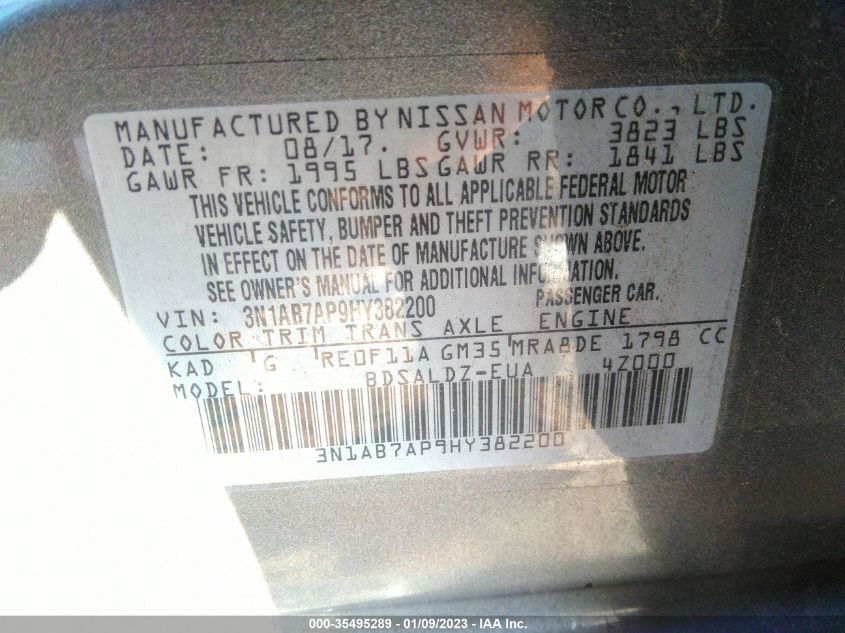 MANUFACTURED BY NISSAN MOTOR CO., LTD.
DATE: 08/17. GVWR: 3823 LBS
GAWR FR: 1995 LBS GAWR RR: 1841 LBS
THIS VEHICLE CONFORMS TO ALL APPLICABLE FEDERAL MOTOR
VEHICLE SAFETY, BUMPER AND THEFT PREVENTION STANDARDS
IN EFFECT ON THE DATE OF MANUFACTURE SHOWN ABOVE.
SEE OWNER'S MANUAL FOR ADDITIONAL INFORMATION.
VIN: 3N1AB7AP9HY382200 PASSENGER CAR.
COLOR TRIM TRANS AXLE ENGINE
KAD G RE0F11A GM35 MRA8DE 1798 CC
MODEL: BDSALDZ-EUA 4Z000
3N1AB7AP9HY382200
000-35495289 - 01/09/2023 - IAA Inc.